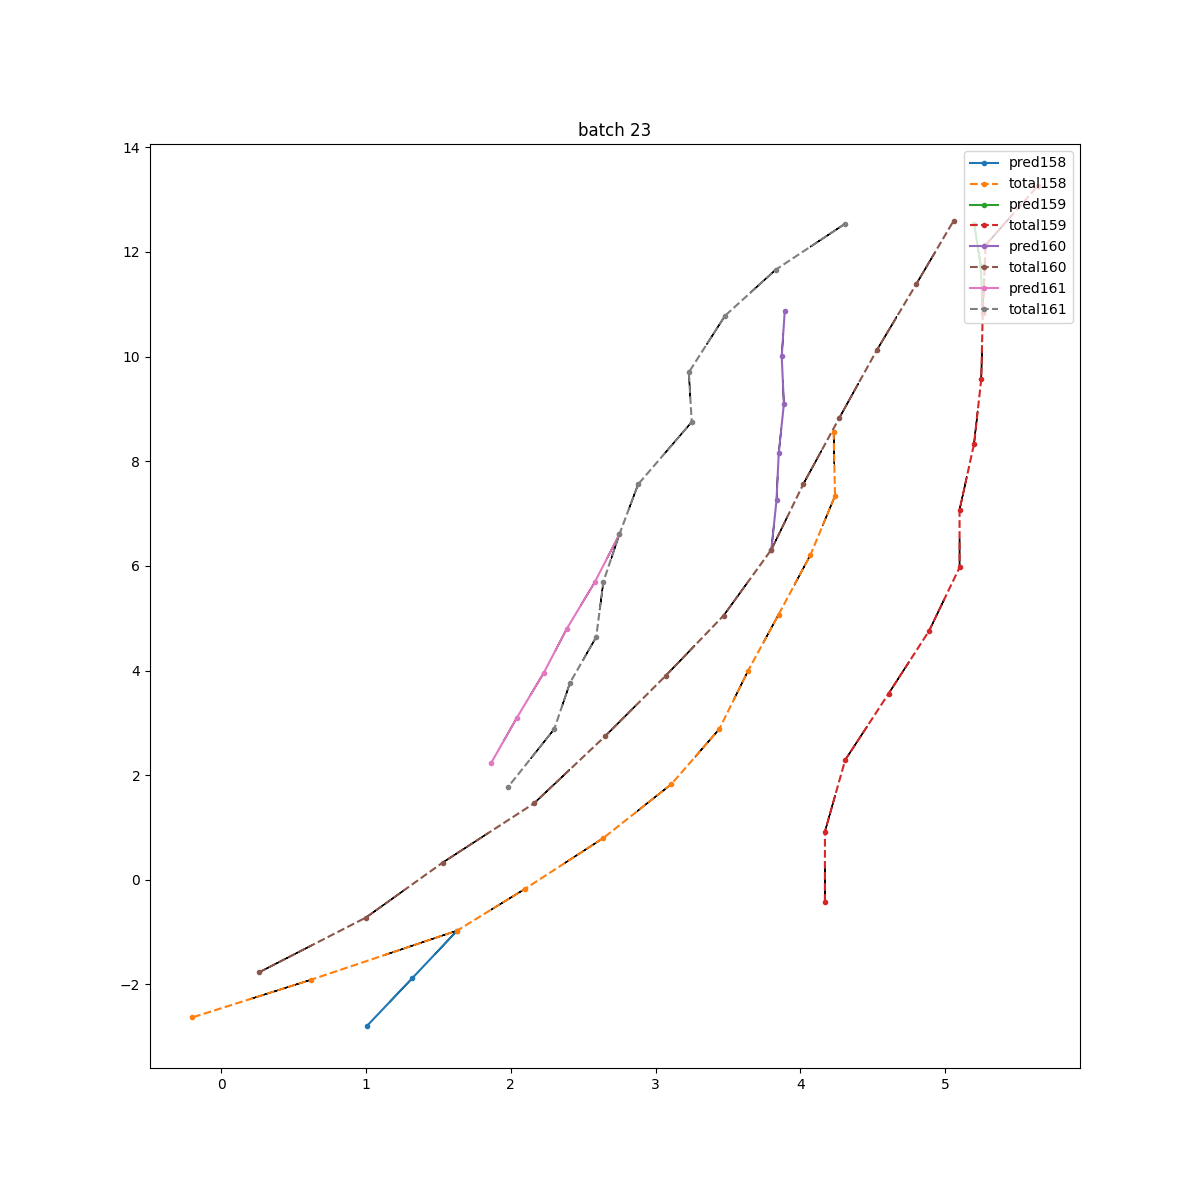 batch 23
14
12
10
8
6
4
2
0
−2
0 1 2 3 4 5
pred158
total158
pred159
total159
pred160
total160
pred161
total161